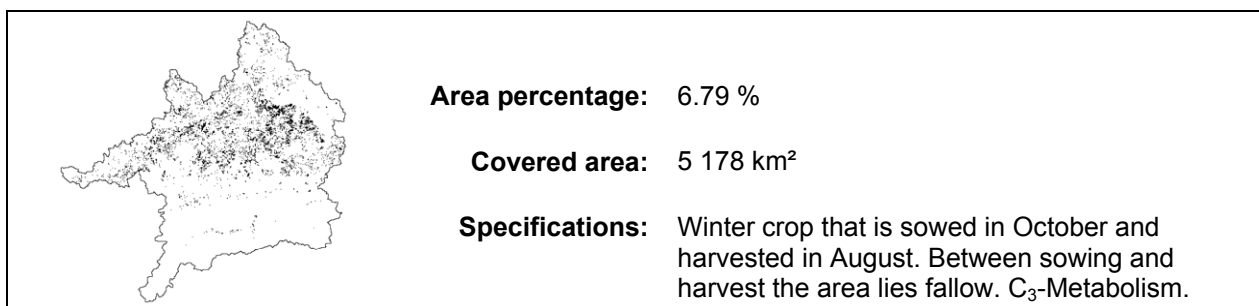 Area percentage: 6.79 %
Covered area: 5 178 km²
Specifications: Winter crop that is sowed in October and
harvested in August. Between sowing and
harvest the area lies fallow. C₃-Metabolism.